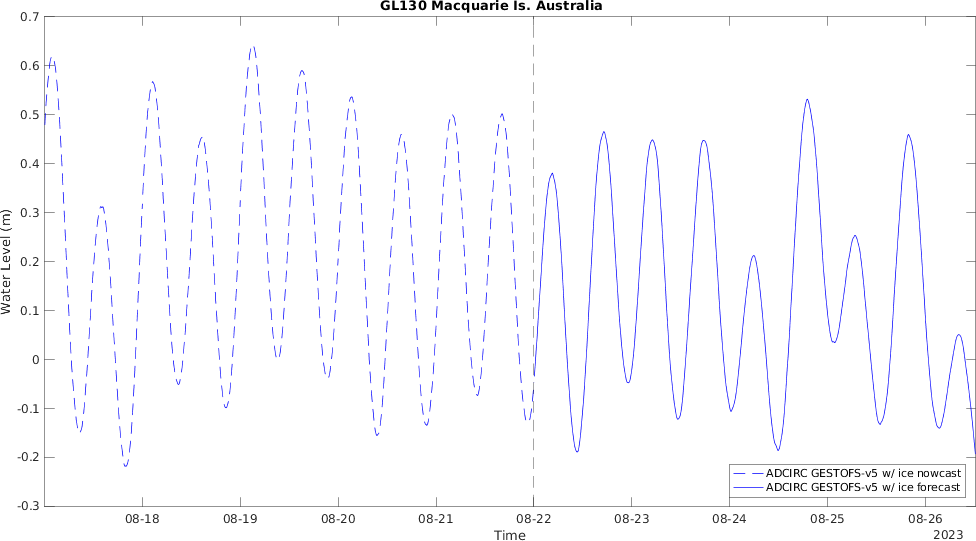 GL130 Macquarie Is. Australia
0.7
0.6
0.5
0.4
0.3
0.2
0.1
0
-0.1
-0.2
-0.3
Water Level (m)
08-18 08-19 08-20 08-21 08-22 08-23 08-24 08-25 08-26
Time
2023
ADCIRC GESTOFS-v5 w/ ice nowcast
ADCIRC GESTOFS-v5 w/ ice forecast